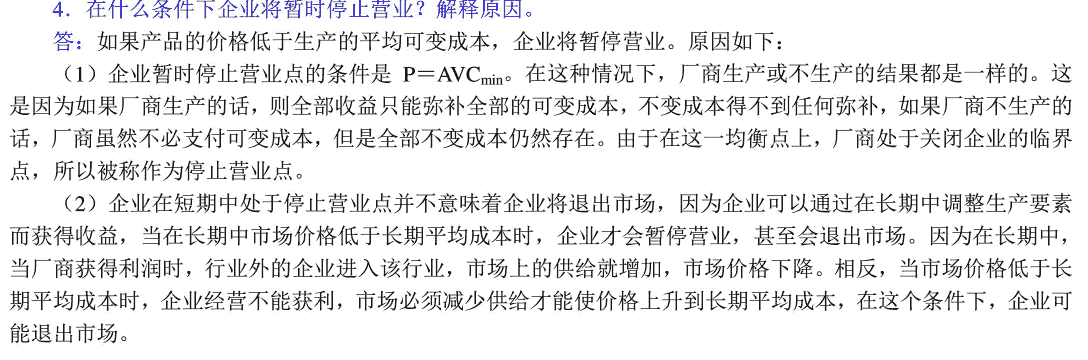 4．在什么条件下企业将暂时停止营业？解释原因。
答：如果产品的价格低于生产的平均可变成本，企业将暂停营业。原因如下：
（1）企业暂时停止营业点的条件是 P＝AVCmin。在这种情况下，厂商生产或不生产的结果都是一样的。这
是因为如果厂商生产的话，则全部收益只能弥补全部的可变成本，不变成本得不到任何弥补，如果厂商不生产的
话，厂商虽然不必支付可变成本，但是全部不变成本仍然存在。由于在这一均衡点上，厂商处于关闭企业的临界
点，所以被称作为停止营业点。
（2）企业在短期中处于停止营业点并不意味着企业将退出市场，因为企业可以通过在长期中调整生产要素
而获得收益，当在长期中市场价格低于长期平均成本时，企业才会暂停营业，甚至会退出市场。因为在长期中，
当厂商获得利润时，行业外的企业进入该行业，市场上的供给就增加，市场价格下降。相反，当市场价格低于长
期平均成本时，企业经营不能获利，市场必须减少供给才能使价格上升到长期平均成本，在这个条件下，企业可
能退出市场。